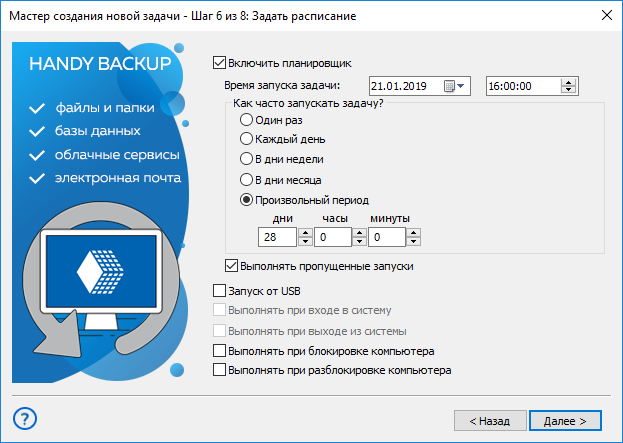 Мастер создания новой задачи - Шаг 6 из 8: Задать расписание
HANDY BACKUP
файлы и папки
базы данных
облачные сервисы
электронная почта
Включить планировщик
Время запуска задачи: 21.01.2019 16:00:00
Как часто запускать задачу?
Один раз
Каждый день
В дни недели
В дни месяца
Произвольный период
дни часы минуты
28 0 0
Выполнять пропущенные запуски
Запуск от USB
Выполнять при входе в систему
Выполнять при выходе из системы
Выполнять при блокировке компьютера
Выполнять при разблокировке компьютера
?
< Назад Далее >